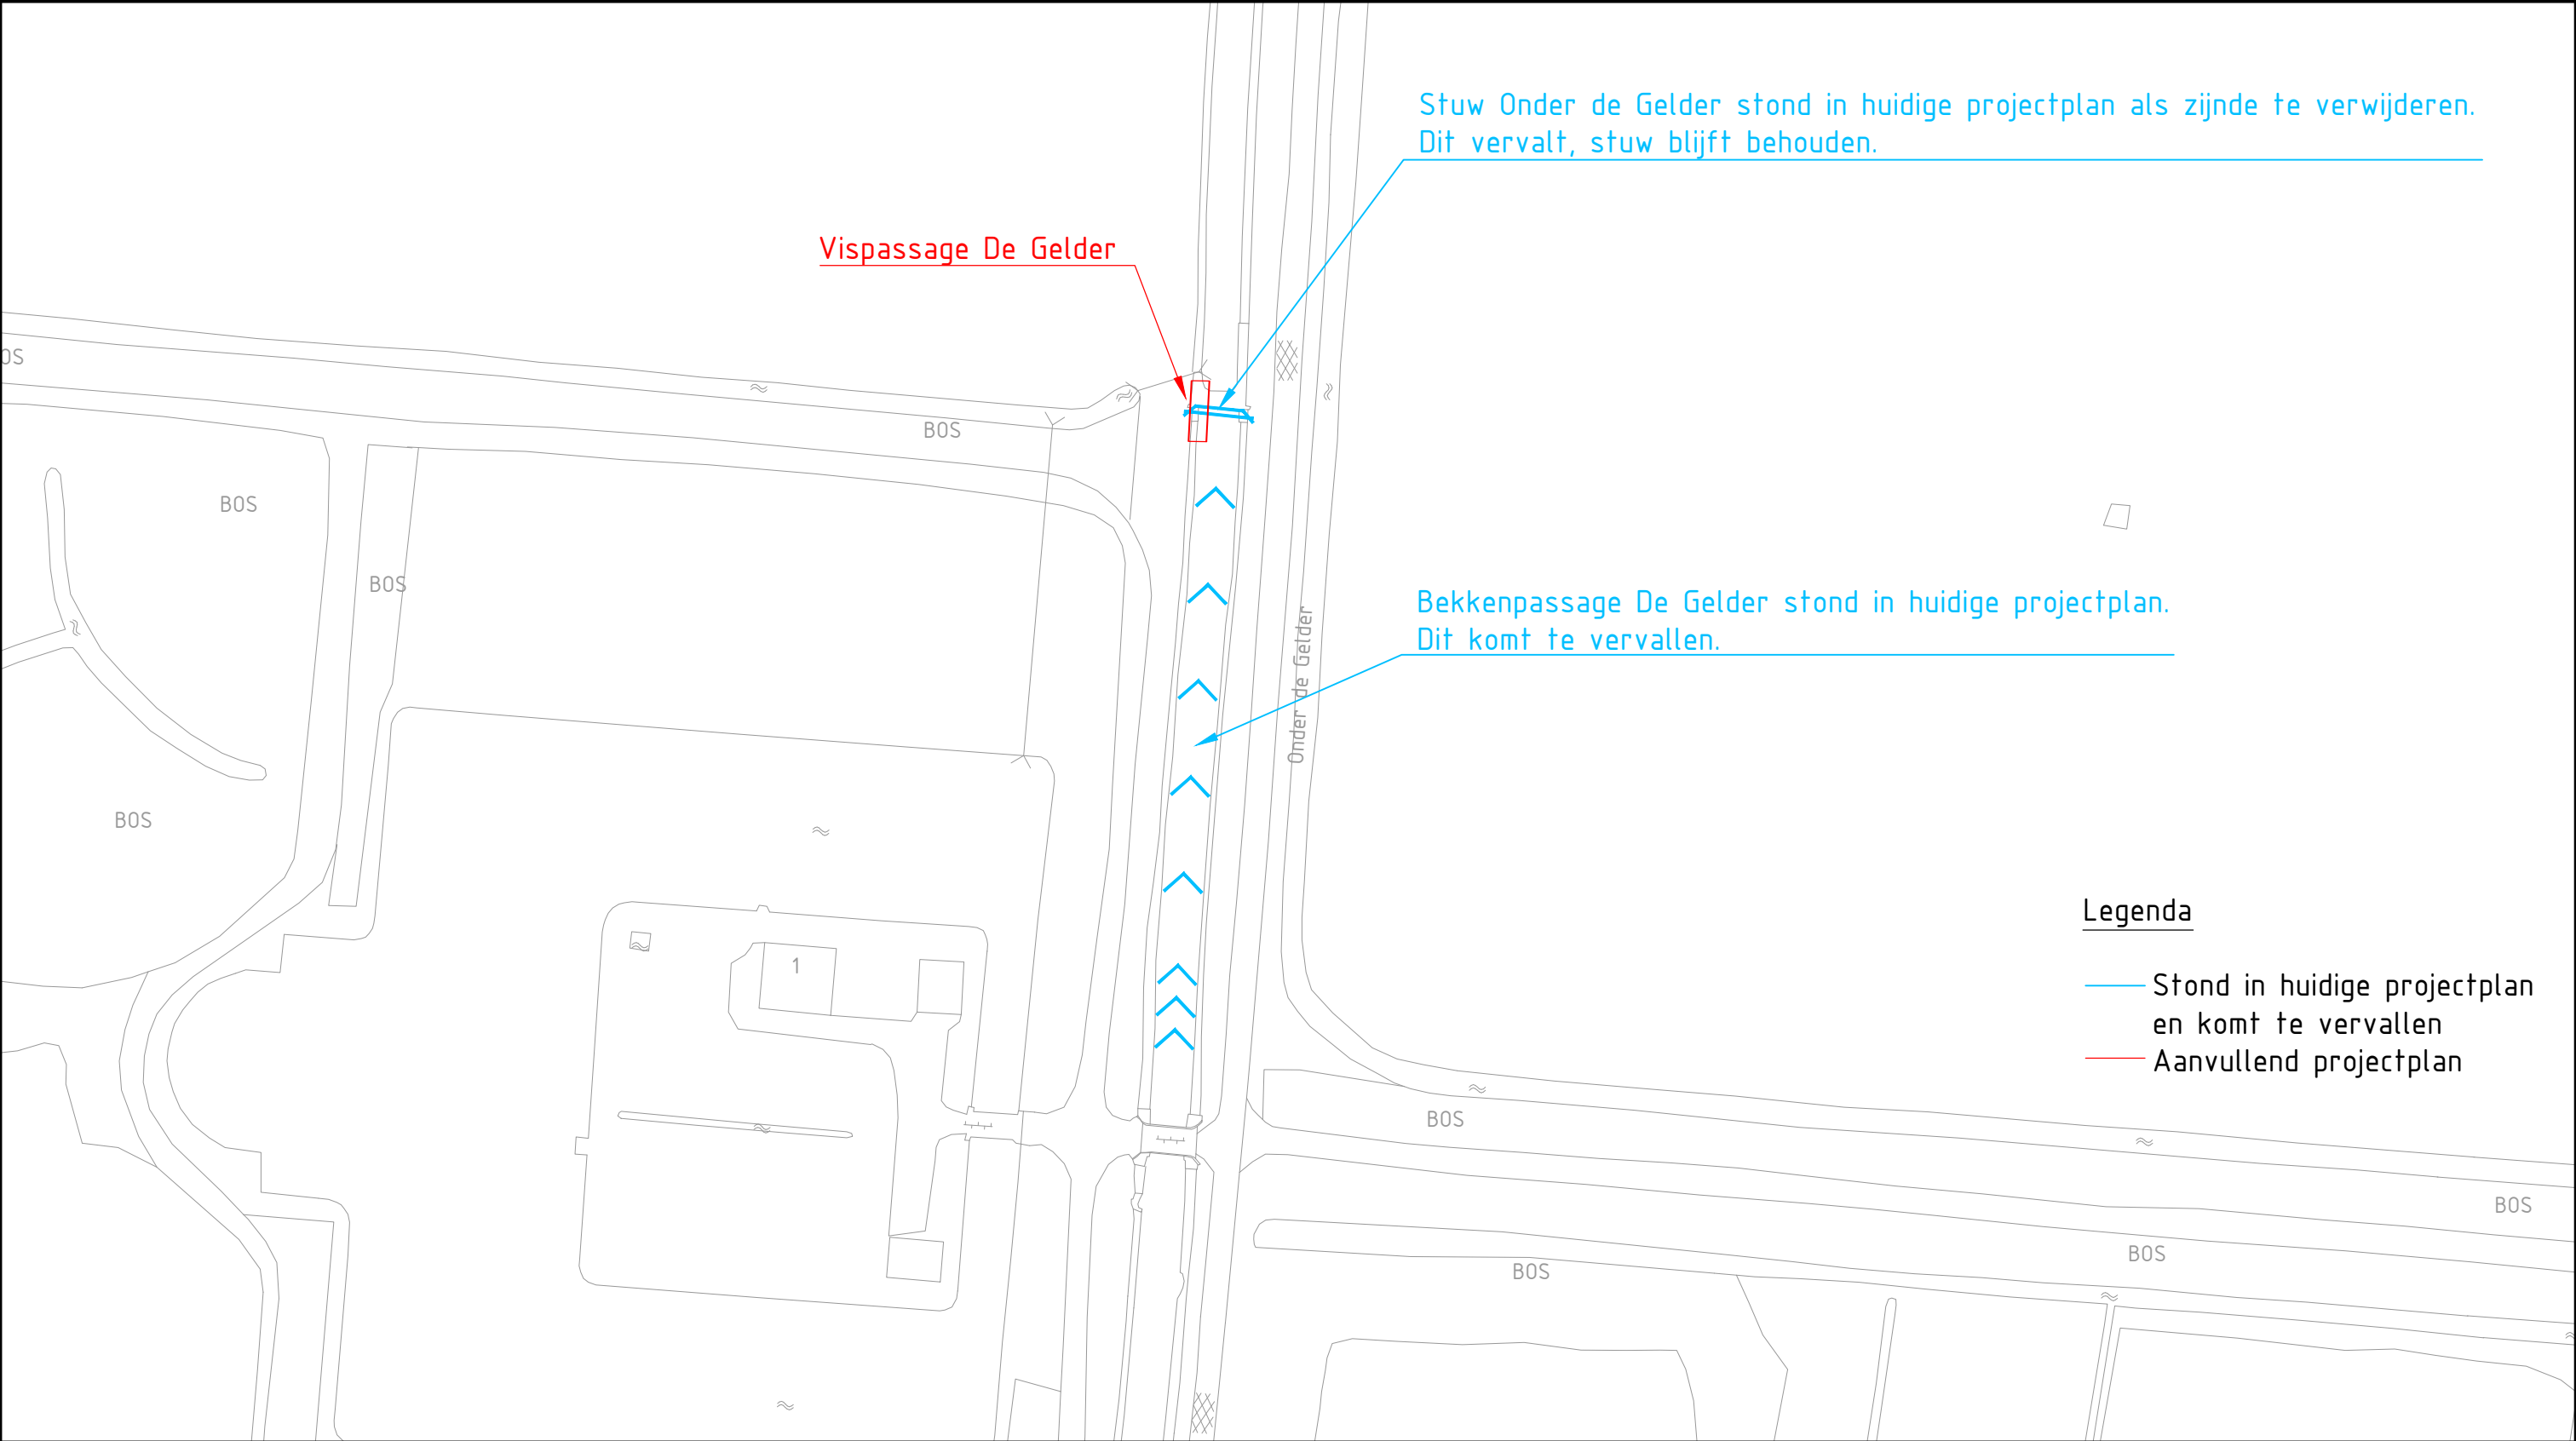 Stuw Onder de Gelder stond in huidige projectplan als zijnde te verwijderen.
Dit vervalt, stuw blijft behouden.
Vispassage De Gelder
OS
BOS
BOS
BOS
Bekkenpassage De Gelder stond in huidige projectplan.
Dit komt te vervallen.
Onder de Gelder
BOS
Legenda
1
Stond in huidige projectplan
en komt te vervallen
Aanvullend projectplan
BOS
BOS
BOS
BOS